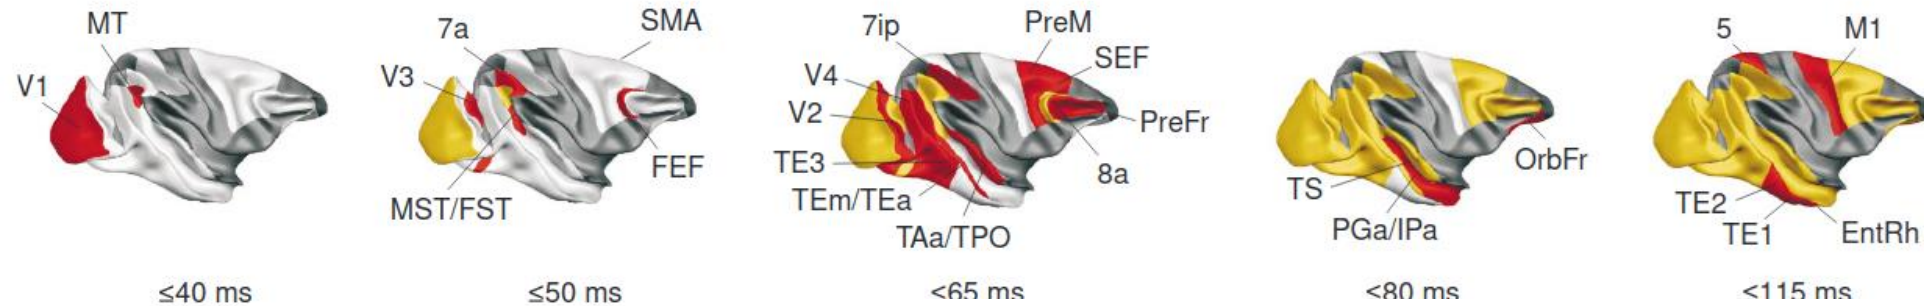 MT
V1
≤40 ms
7a
SMA
V3
FEF
MST/FST
≤50 ms
7ip
PreM
SEF
V4
V2
PreFr
TE3
8a
TEm/TEa
TAa/TPO
≤65 ms
OrbFr
TS
PGa/IPa
≤80 ms
5
M1
TE2
TE1
EntRh
≤115 ms